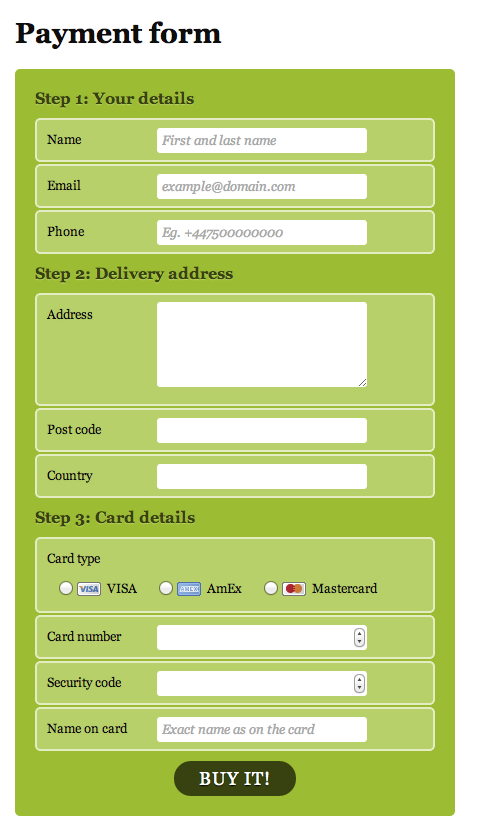 Payment form
Step 1: Your details
Name First and last name
Email example@domain.com
Phone Eg. +447500000000
Step 2: Delivery address
Address
Post code
Country
Step 3: Card details
Card type
VISA VISA AMEX AmEx Mastercard
Card number
Security code
Name on card Exact name as on the card
BUY IT!